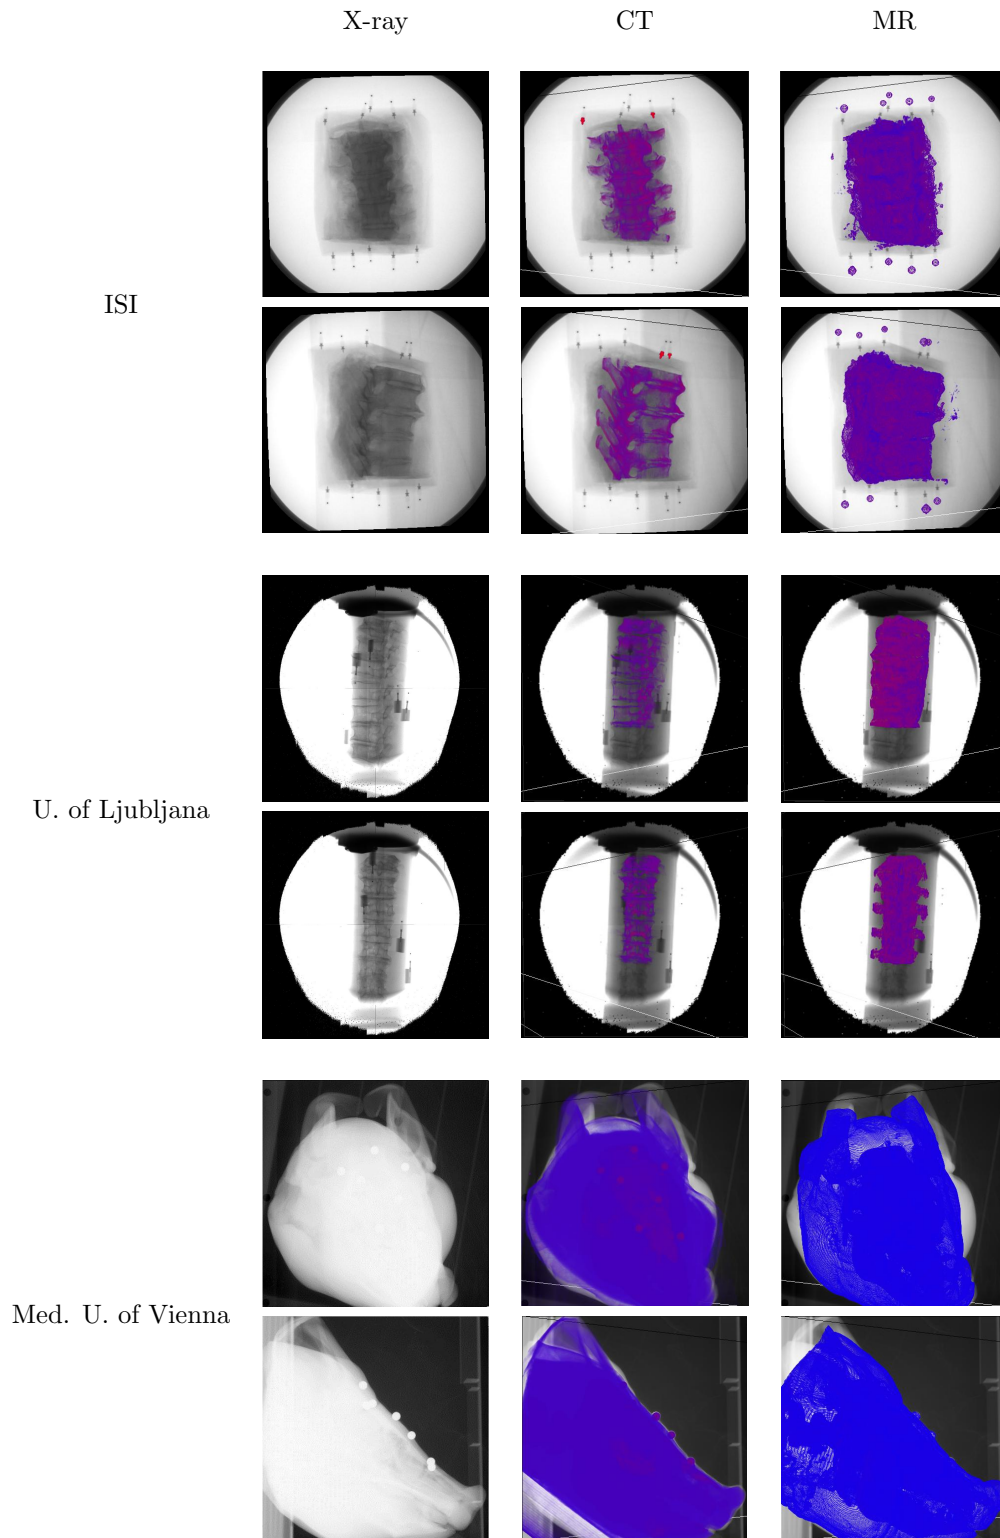 X-ray CT MR
ISI
U. of Ljubljana
Med. U. of Vienna